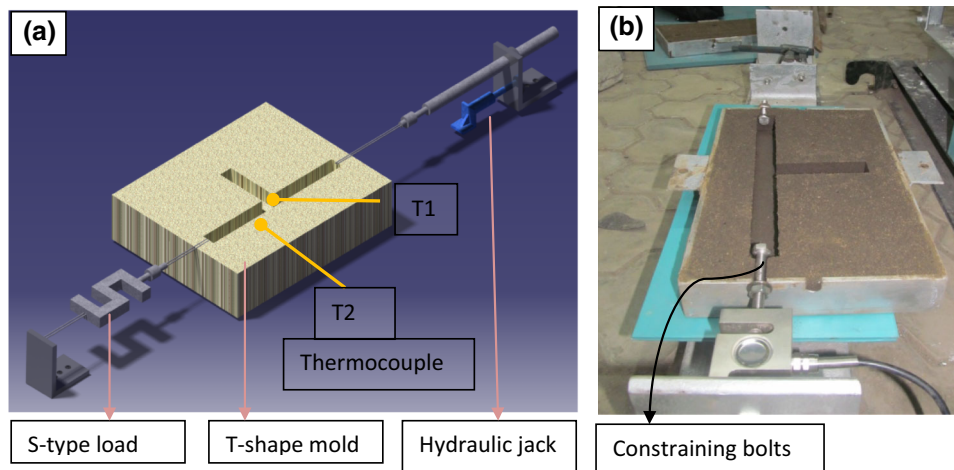 (a)
T1
T2
Thermocouple
S-type load
T-shape mold
Hydraulic jack
(b)
Constraining bolts